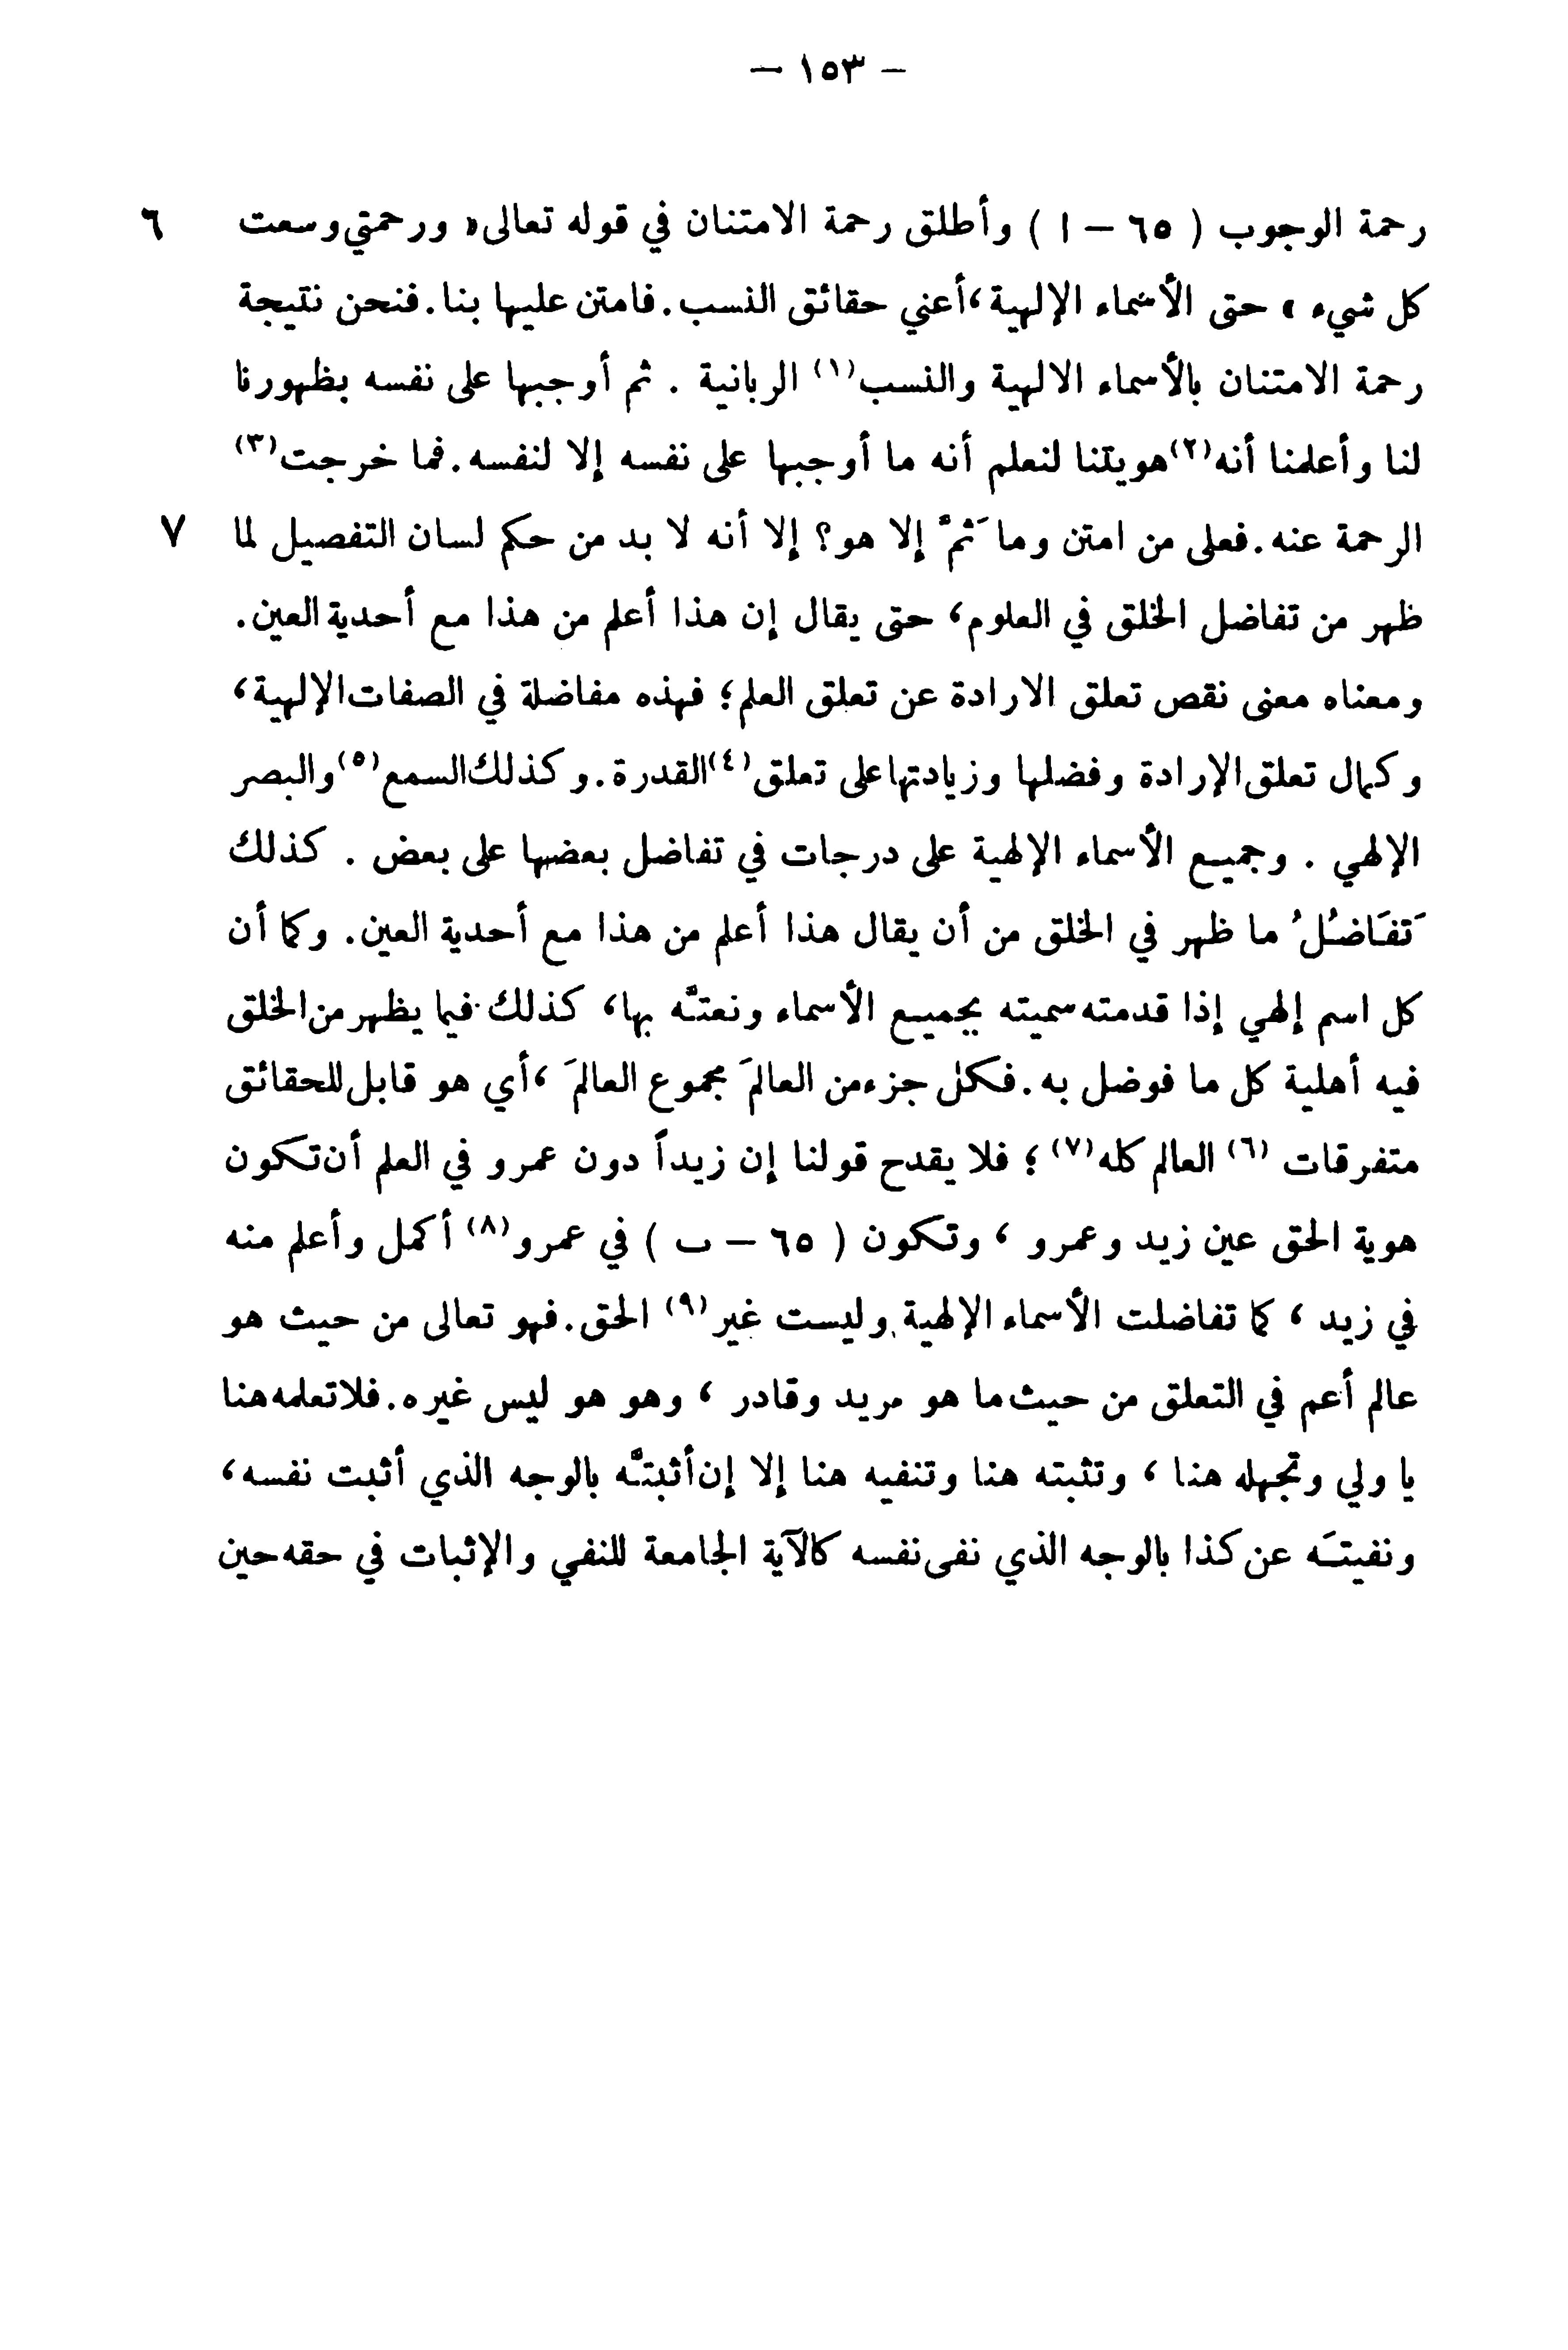 — ١٥٣ —
رحمة الوجوب ( ٦٥ – ا ) وأطلق رحمة الامتنان في قوله تعالى « ورحمتي وسعت ٦
كل شيء » حتى الأسماء الإلهية ، أعني حقائق النسب . فامتن عليها بنا . فنحن نتيجة
رحمة الامتنان بالأسماء الالهية والنسب(١) الربانية . ثم أوجبها على نفسه بظهورنا
لنا وأعلمنا أنه(٢) هويتنا لنعلم أنه ما أوجبها على نفسه إلا لنفسه . فما خرجت(٣)
الرحمة عنه . فعلى من امتن وما ثَمَّ إلا هو؟ إلا أنه لا بد من حكم لسان التفصيل لما ٧
ظهر من تفاضل الخلق في العلوم ، حتى يقال إن هذا أعلم من هذا مع أحدية العين .
ومعناه معنى نقص تعلق الارادة عن تعلق العلم ؛ فهذه مفاضلة في الصفات الإلهية ،
وكمال تعلق الإرادة وفضلها وزيادتها على تعلق(٤) القدرة . وكذلك السمع(٥) والبصر
الإلهي . وجميع الأسماء الإلهية على درجات في تفاضل بعضها على بعض . كذلك
تَفَاضُلُ ما ظهر في الخلق من أن يقال هذا أعلم من هذا مع أحدية العين . وكما أن
كل اسم إلهي إذا قدمته سميته بجميع الأسماء ونعتَّه بها ، كذلك فيما يظهر من الخلق
فيه أهلية كل ما فوضل به . فكل جزء من العالمَ مجموع العالمَ ، أي هو قابل للحقائق
متفرقات (٦) العالم كله(٧) ؛ فلا يقدح قولنا إن زيداً دون عمرو في العلم أن تكون
هوية الحق عين زيد وعمرو ، وتكون ( ٦٥ – ب ) في عمرو(٨) أكمل وأعلم منه
في زيد ، كما تفاضلت الأسماء الإلهية وليست غير(٩) الحق . فهو تعالى من حيث هو
عالم أعم في التعلق من حيث ما هو مريد وقادر ، وهو هو ليس غيره . فلا تعلمه هنا
يا ولي وتجهله هنا ، وتثبته هنا وتنفيه هنا إلا إن أثبتَّه بالوجه الذي أثبت نفسه ،
ونفيتَه عن كذا بالوجه الذي نفى نفسه كالآية الجامعة للنفي والإثبات في حقه حين